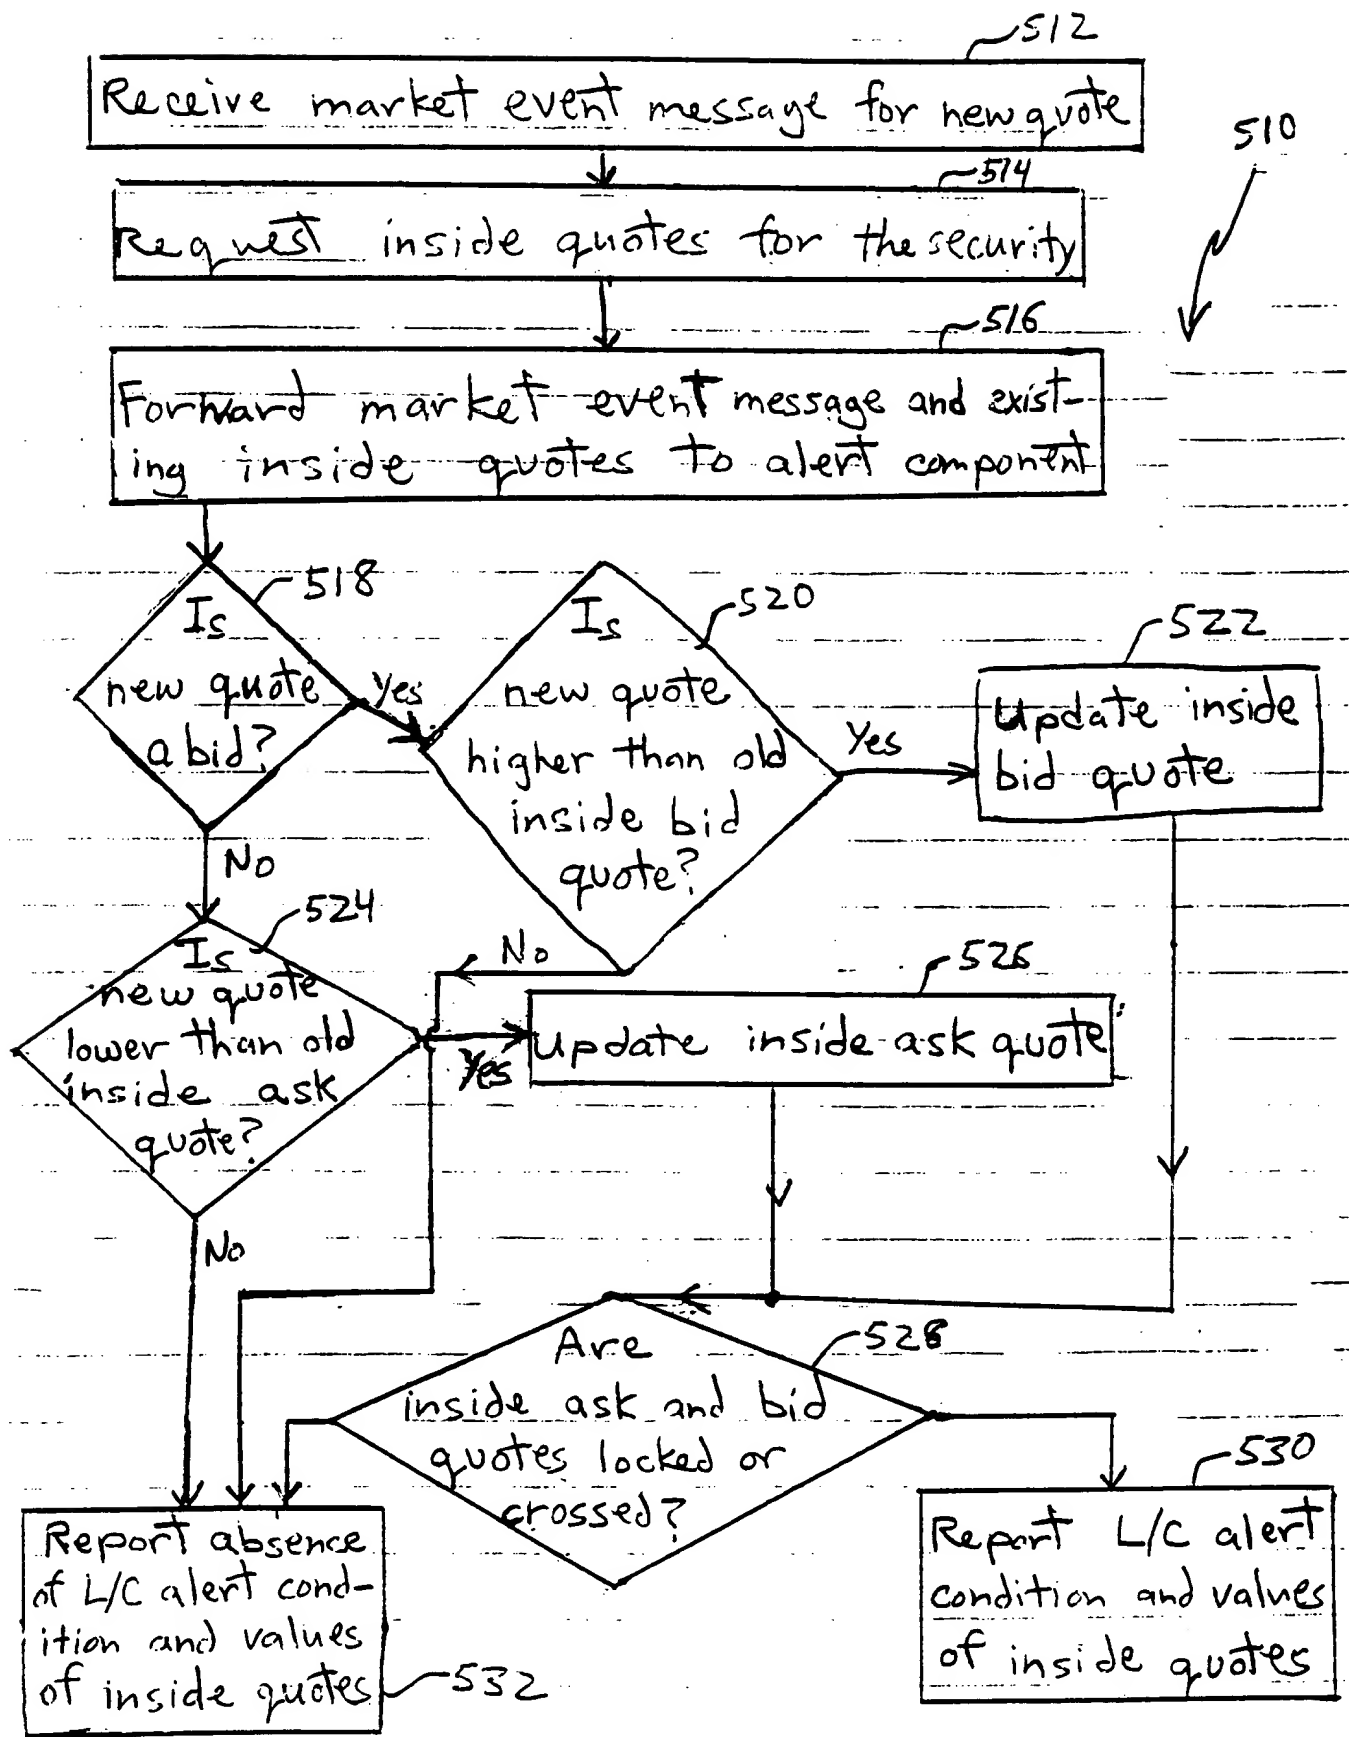 512
Receive market event message for new quote
510
514
Request inside quotes for the security
516
Forward market event message and exist-
ing inside quotes to alert component
518
Is
new quote
a bid?
Yes
No
520
Is
new quote
higher than old
inside bid
quote?
Yes
No
522
Update inside
bid quote
524
Is
new quote
lower than old
inside ask
quote?
Yes
No
526
Update inside ask quote
528
Are
inside ask and bid
quotes locked or
crossed?
530
Report L/C alert
condition and values
of inside quotes
Report absence
of L/C alert cond-
ition and values
of inside quotes
532